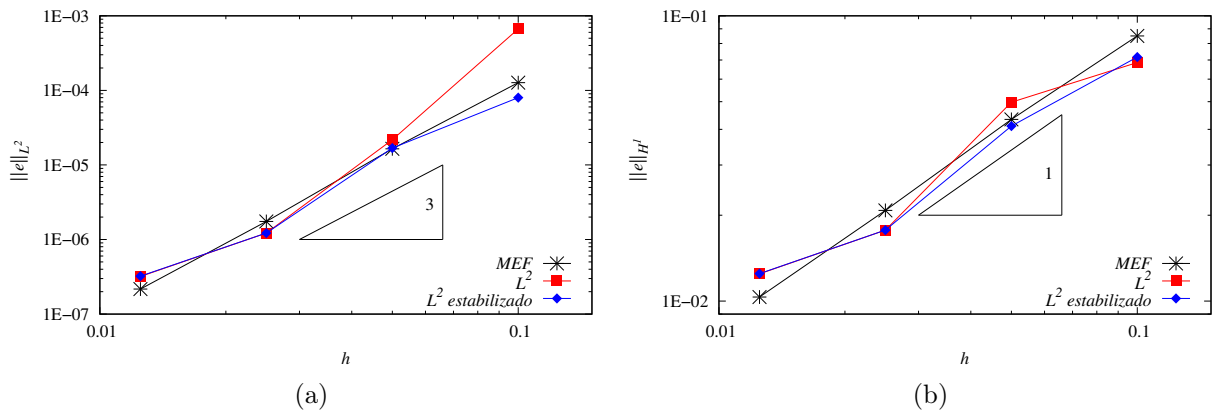 1E−03
1E−04
1E−05
1E−06
1E−07
||e||L²
3
MEF
L²
L² estabilizado
0.01
0.1
h
(a)
1E−01
1E−02
||e||H¹
1
MEF
L²
L² estabilizado
0.01
0.1
h
(b)